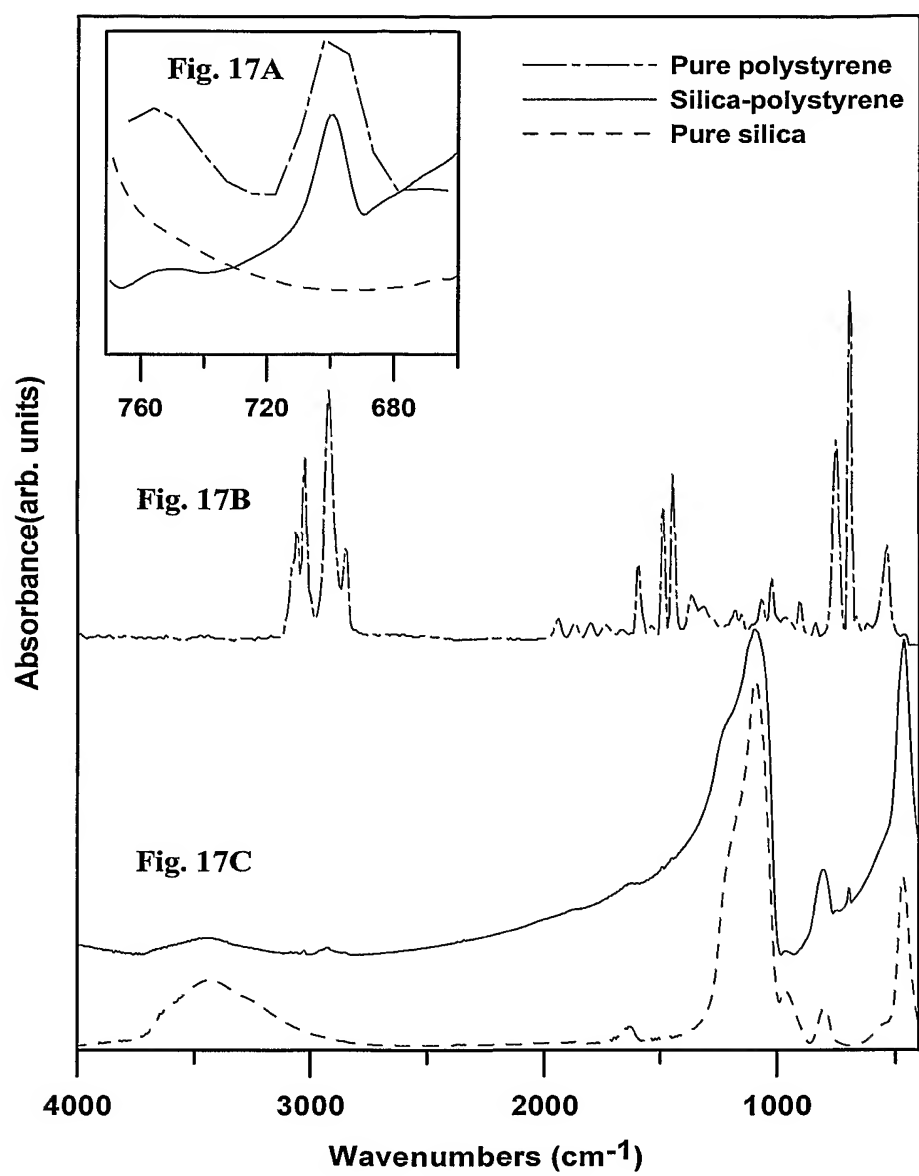 Fig. 17A
Pure polystyrene
Silica-polystyrene
Pure silica
760 720 680
Fig. 17B
Fig. 17C
Absorbance(arb. units)
4000 3000 2000 1000
Wavenumbers (cm-1)